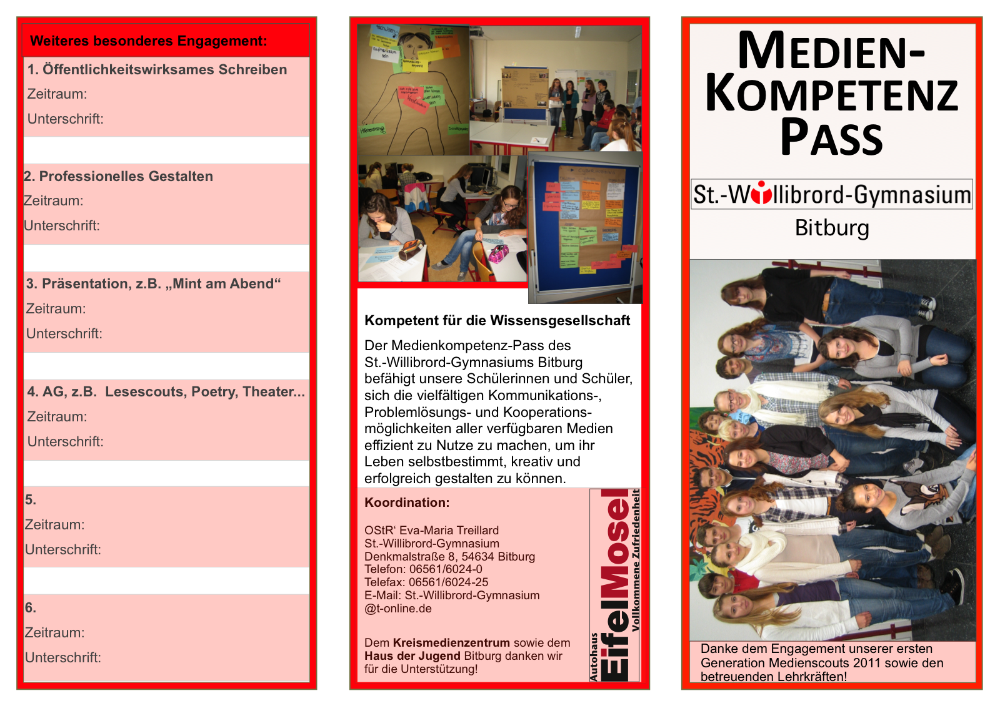 Weiteres besonderes Engagement:
1. Öffentlichkeitswirksames Schreiben
Zeitraum:
Unterschrift:
2. Professionelles Gestalten
Zeitraum:
Unterschrift:
3. Präsentation, z.B. „Mint am Abend“
Zeitraum:
Unterschrift:
4. AG, z.B.  Lesescouts, Poetry, Theater...
Zeitraum:
Unterschrift:
5.
Zeitraum:
Unterschrift:
6.
Zeitraum:
Unterschrift:
aufmerksam
sein
Kompetent für die Wissensgesellschaft
Der Medienkompetenz-Pass des
St.-Willibrord-Gymnasiums Bitburg
befähigt unsere Schülerinnen und Schüler,
sich die vielfältigen Kommunikations-,
Problemlösungs- und Kooperations-
möglichkeiten aller verfügbaren Medien
effizient zu Nutze zu machen, um ihr
Leben selbstbestimmt, kreativ und
erfolgreich gestalten zu können.
Koordination:
OStR‘ Eva-Maria Treillard
St.-Willibrord-Gymnasium
Denkmalstraße 8, 54634 Bitburg
Telefon: 06561/6024-0
Telefax: 06561/6024-25
E-Mail: St.-Willibrord-Gymnasium
@t-online.de
Dem Kreismedienzentrum sowie dem
Haus der Jugend Bitburg danken wir
für die Unterstützung!
Autohaus
EifelMosel
Vollkommene Zufriedenheit
MEDIEN-
KOMPETENZ
PASS
St.-Willibrord-Gymnasium
Bitburg
Danke dem Engagement unserer ersten
Generation Medienscouts 2011 sowie den
betreuenden Lehrkräften!